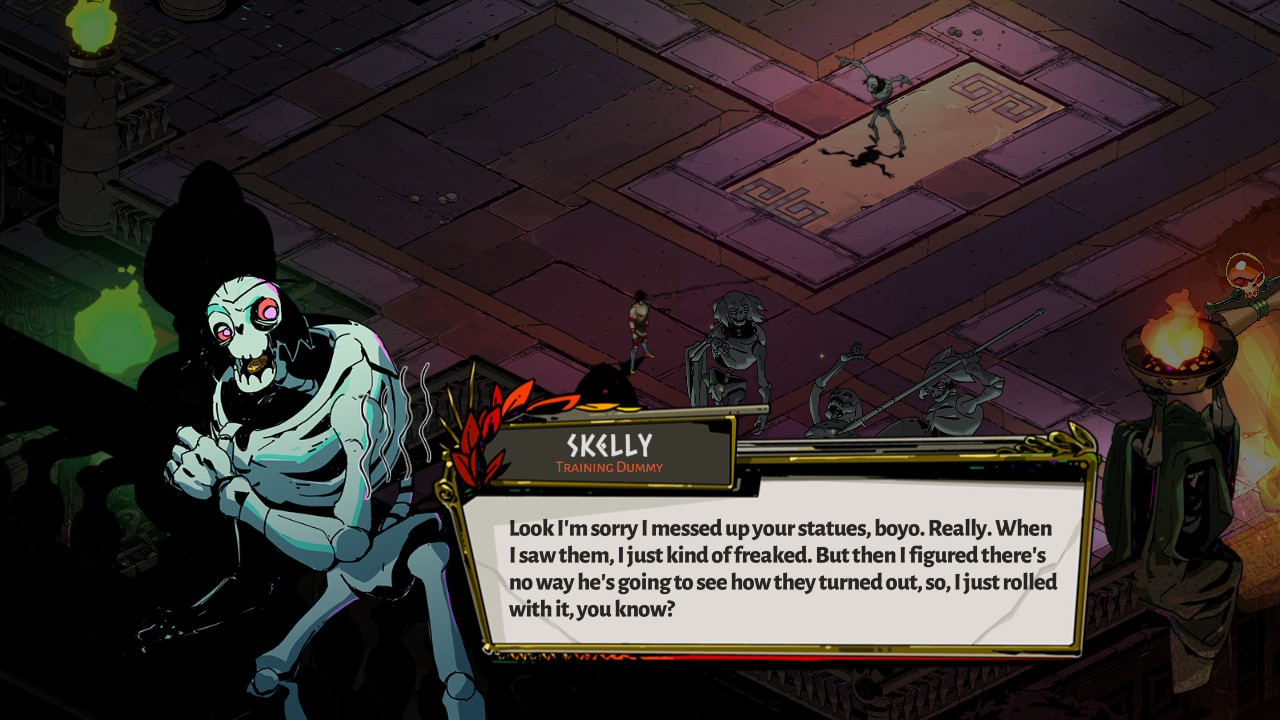 SKELLY
TRAINING DUMMY
Look I'm sorry I messed up your statues, boyo. Really. When
I saw them, I just kind of freaked. But then I figured there's
no way he's going to see how they turned out, so, I just rolled
with it, you know?